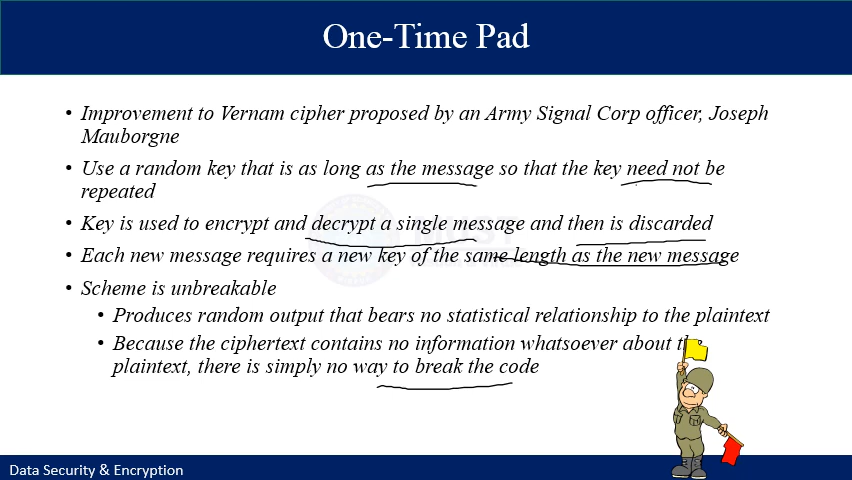 One-Time Pad
• Improvement to Vernam cipher proposed by an Army Signal Corp officer, Joseph
Mauborgne
• Use a random key that is as long as the message so that the key need not be
repeated
• Key is used to encrypt and decrypt a single message and then is discarded
• Each new message requires a new key of the same length as the new message
• Scheme is unbreakable
• Produces random output that bears no statistical relationship to the plaintext
• Because the ciphertext contains no information whatsoever about
plaintext, there is simply no way to break the code
Data Security & Encryption